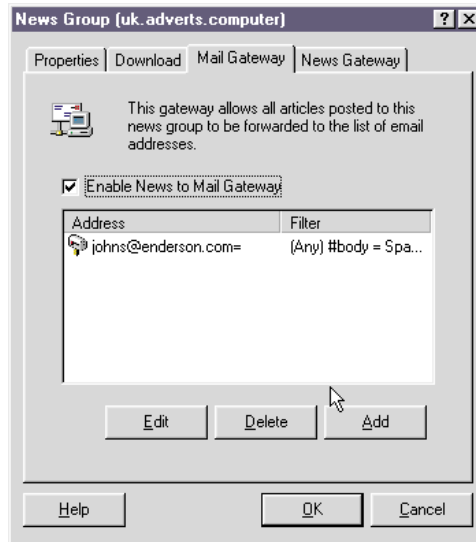 News Group (uk.adverts.computer)
Properties Download Mail Gateway News Gateway
This gateway allows all articles posted to this
news group to be forwarded to the list of email
addresses.
Enable News to Mail Gateway
Address Filter
johns@enderson.com= (Any) #body = Spa...
Edit Delete Add
Help OK Cancel